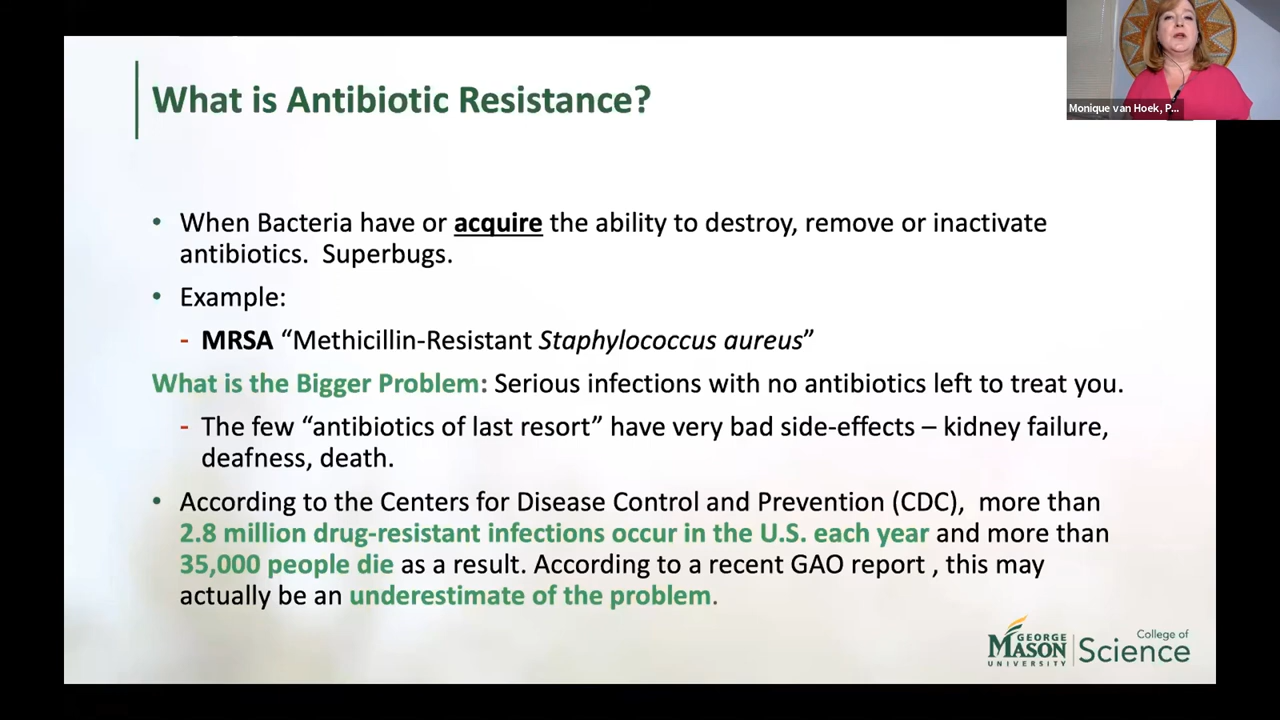 What is Antibiotic Resistance?
Monique van Hoek, P...
• When Bacteria have or acquire the ability to destroy, remove or inactivate
antibiotics.  Superbugs.
• Example:
- MRSA “Methicillin-Resistant Staphylococcus aureus”
What is the Bigger Problem: Serious infections with no antibiotics left to treat you.
- The few “antibiotics of last resort” have very bad side-effects – kidney failure,
deafness, death.
• According to the Centers for Disease Control and Prevention (CDC),  more than
2.8 million drug-resistant infections occur in the U.S. each year and more than
35,000 people die as a result. According to a recent GAO report , this may
actually be an underestimate of the problem.
GEORGE
MASON
UNIVERSITY
College of
Science